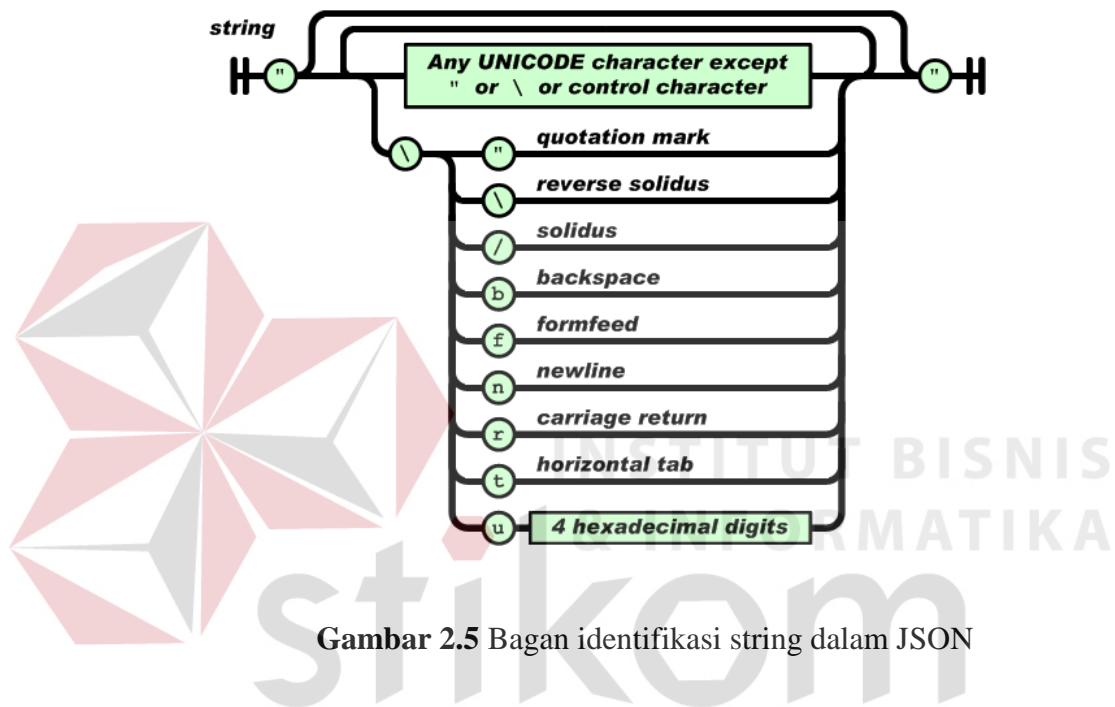 string
"
Any UNICODE character except
" or \ or control character
"
\
" quotation mark
\ reverse solidus
/ solidus
b backspace
f formfeed
n newline
r carriage return
t horizontal tab
u 4 hexadecimal digits
INSTITUT BISNIS
& INFORMATIKA
stikom
Gambar 2.5 Bagan identifikasi string dalam JSON